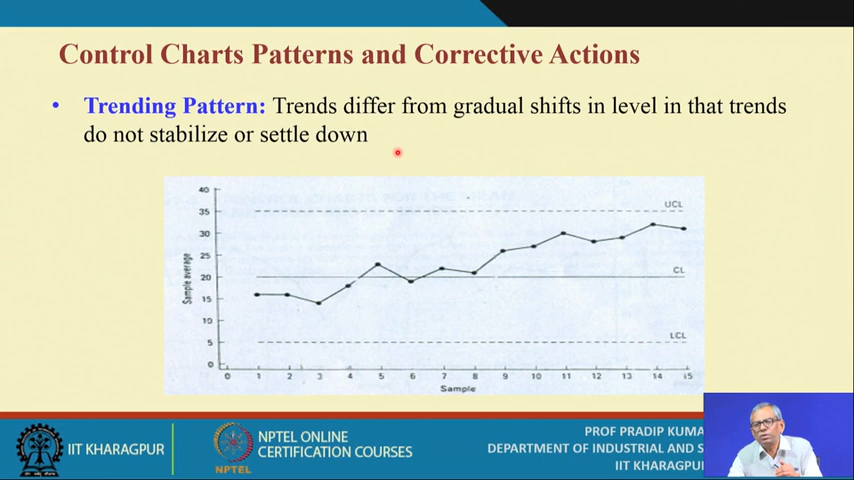 Control Charts Patterns and Corrective Actions
• Trending Pattern: Trends differ from gradual shifts in level in that trends
do not stabilize or settle down
40
35
30
25
20
15
10
5
0
Sample average
UCL
CL
LCL
0 1 2 3 4 5 6 7 8 9 10 11 12 13 14 15
Sample
IIT KHARAGPUR
NPTEL
NPTEL ONLINE
CERTIFICATION COURSES
PROF PRADIP KUMA
DEPARTMENT OF INDUSTRIAL AND S
IIT KHARAGPUR